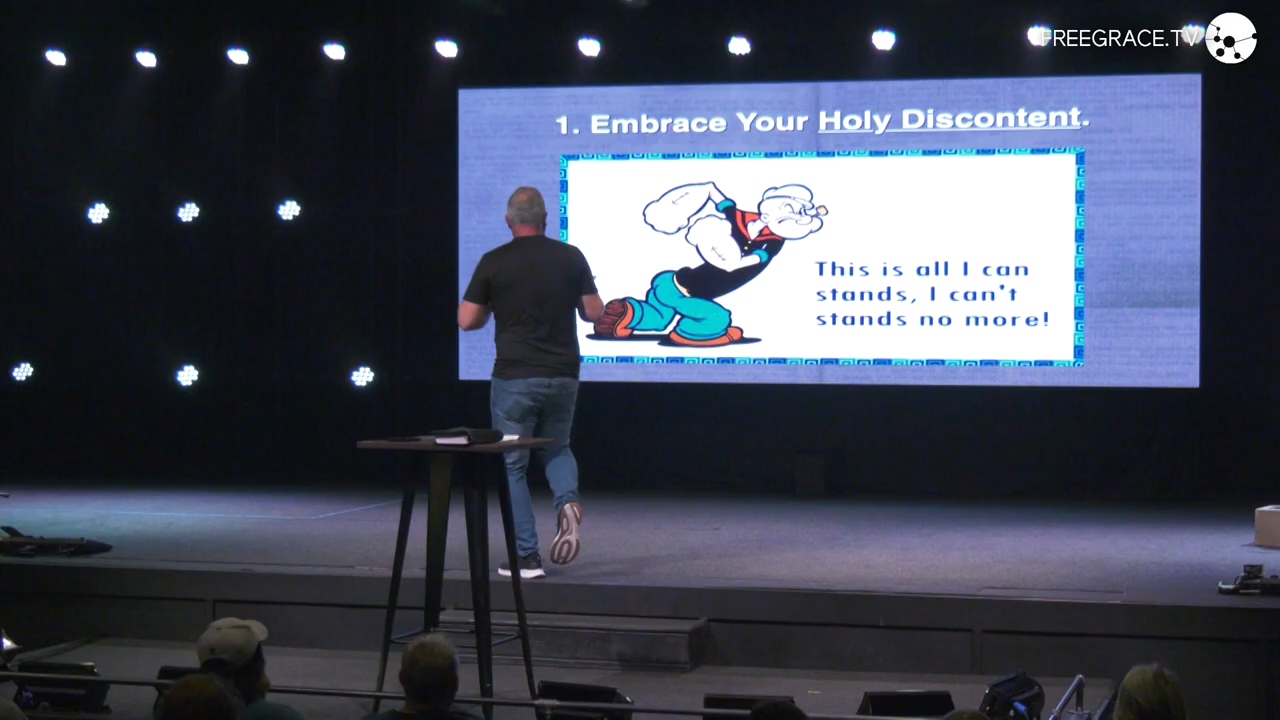 FREEGRACE.TV
1. Embrace Your Holy Discontent.
This is all I can
stands, I can't
stands no more!